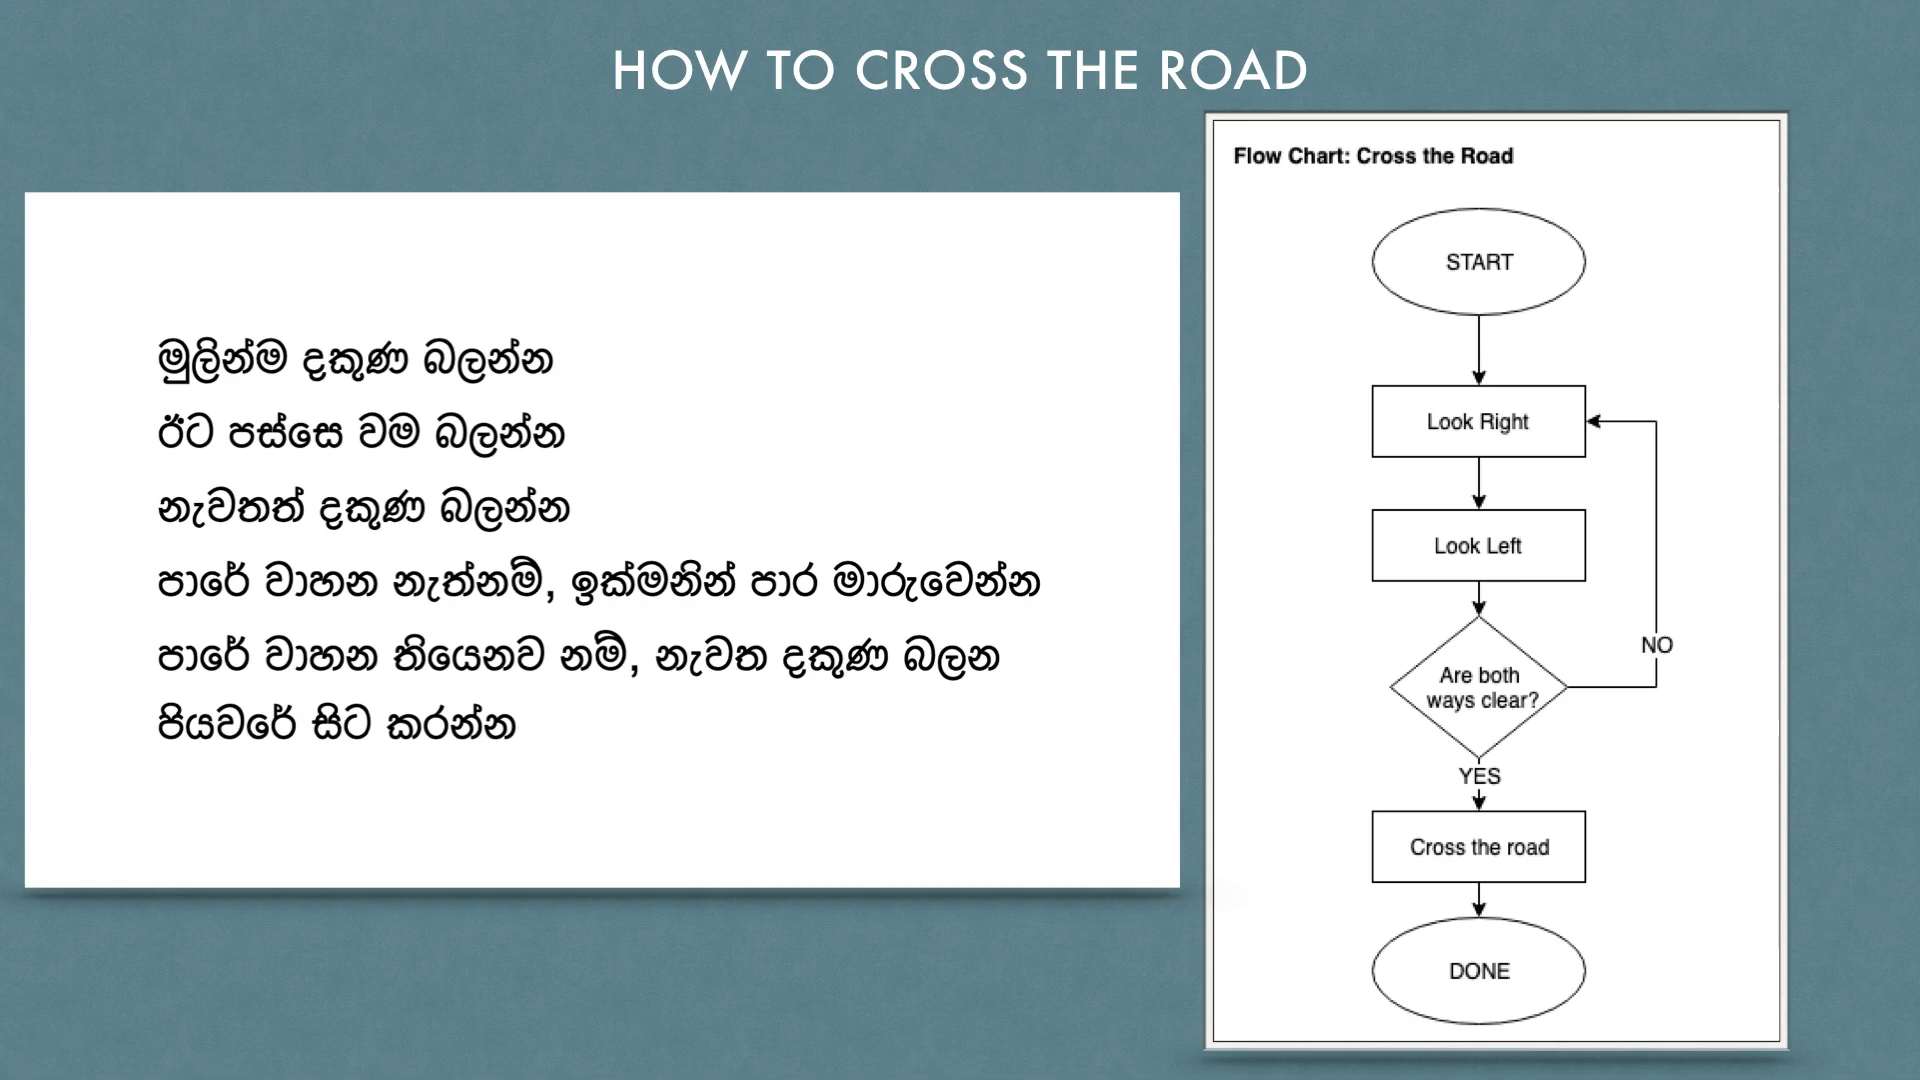 HOW TO CROSS THE ROAD
මුලින්ම දකුණ බලන්න
ඊට පස්සෙ වම බලන්න
නැවතත් දකුණ බලන්න
පාරේ වාහන නැත්නම්, ඉක්මනින් පාර මාරුවෙන්න
පාරේ වාහන තියෙනව නම්, නැවත දකුණ බලන
පියවරේ සිට කරන්න
Flow Chart: Cross the Road
START
Look Right
Look Left
Are both
ways clear?
NO
YES
Cross the road
DONE